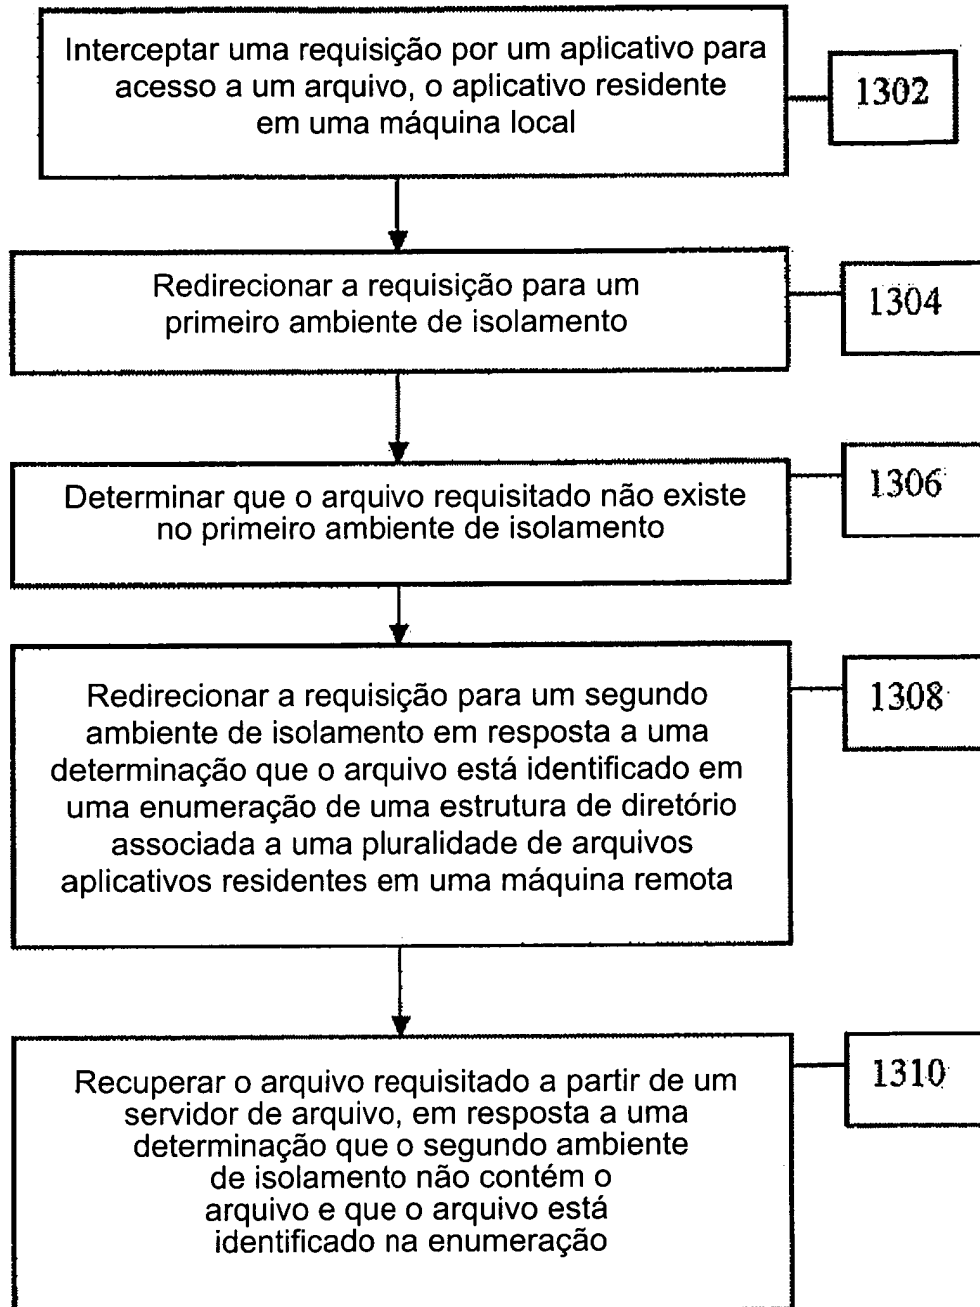 Interceptar uma requisição por um aplicativo para
acesso a um arquivo, o aplicativo residente
em uma máquina local
1302
Redirecionar a requisição para um
primeiro ambiente de isolamento
1304
Determinar que o arquivo requisitado não existe
no primeiro ambiente de isolamento
1306
Redirecionar a requisição para um segundo
ambiente de isolamento em resposta a uma
determinação que o arquivo está identificado em
uma enumeração de uma estrutura de diretório
associada a uma pluralidade de arquivos
aplicativos residentes em uma máquina remota
1308
Recuperar o arquivo requisitado a partir de um
servidor de arquivo, em resposta a uma
determinação que o segundo ambiente
de isolamento não contém o
arquivo e que o arquivo está
identificado na enumeração
1310